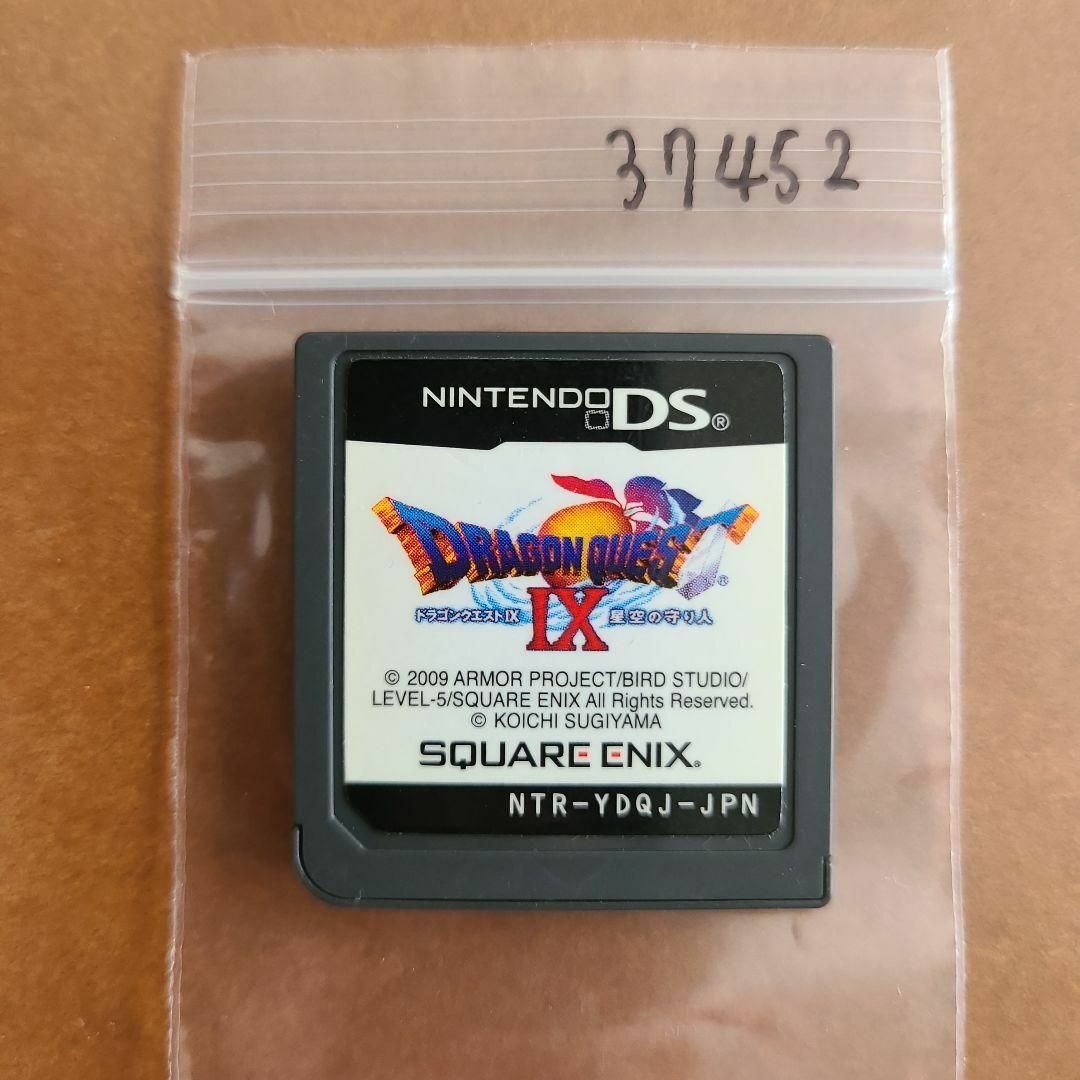 37452
NINTENDO DS®
DRAGON QUEST®
ドラゴンクエストIX IX 星空の守り人
© 2009 ARMOR PROJECT/BIRD STUDIO/
LEVEL-5/SQUARE ENIX All Rights Reserved.
© KOICHI SUGIYAMA
SQUARE ENIX®
NTR-YDQJ-JPN